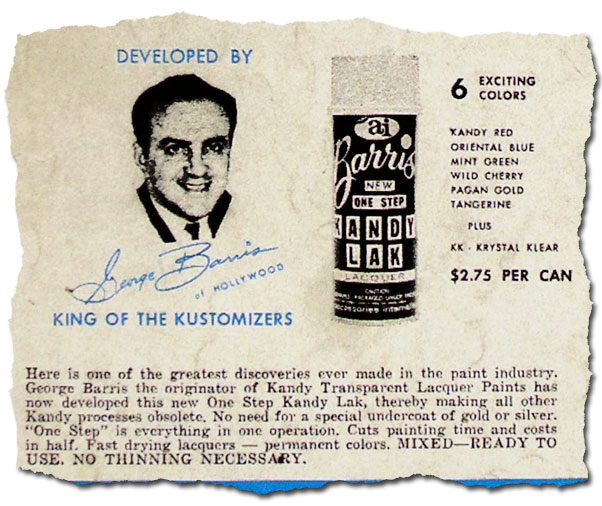 DEVELOPED BY
George Barris
of HOLLYWOOD
KING OF THE KUSTOMIZERS
ai
Barris
NEW
ONE STEP
KANDY
LAK
LACQUER
CAUTION
6 EXCITING
COLORS
KANDY RED
ORIENTAL BLUE
MINT GREEN
WILD CHERRY
PAGAN GOLD
TANGERINE
PLUS
KK - KRYSTAL KLEAR
$2.75 PER CAN
Here is one of the greatest discoveries ever made in the paint industry.
George Barris the originator of Kandy Transparent Lacquer Paints has
now developed this new One Step Kandy Lak, thereby making all other
Kandy processes obsolete. No need for a special undercoat of gold or silver.
"One Step" is everything in one operation. Cuts painting time and costs
in half. Fast drying lacquers — permanent colors. MIXED—READY TO
USE. NO THINNING NECESSARY.